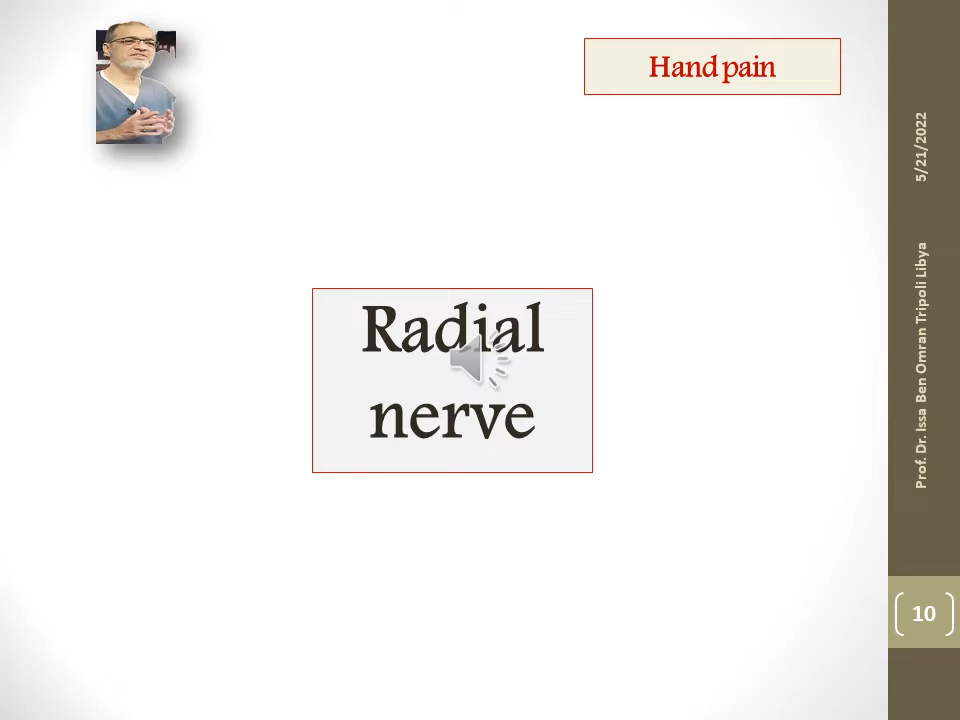 Hand pain
Radial
nerve
5/21/2022
Prof. Dr. Issa Ben Omran Tripoli Libya
10